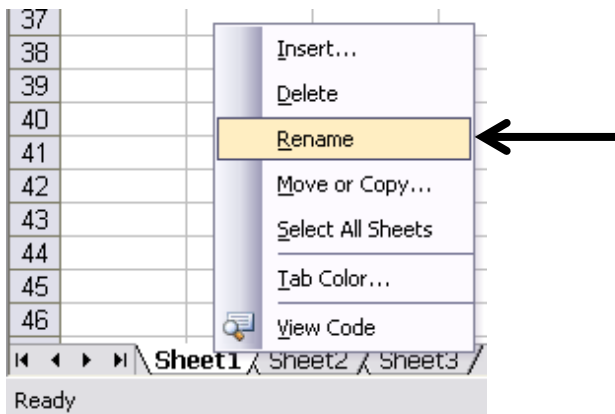 37
38
39
40
41
42
43
44
45
46
Insert...
Delete
Rename
Move or Copy...
Select All Sheets
Tab Color...
View Code
Sheet1 / Sheet2 / Sheet3 /
Ready